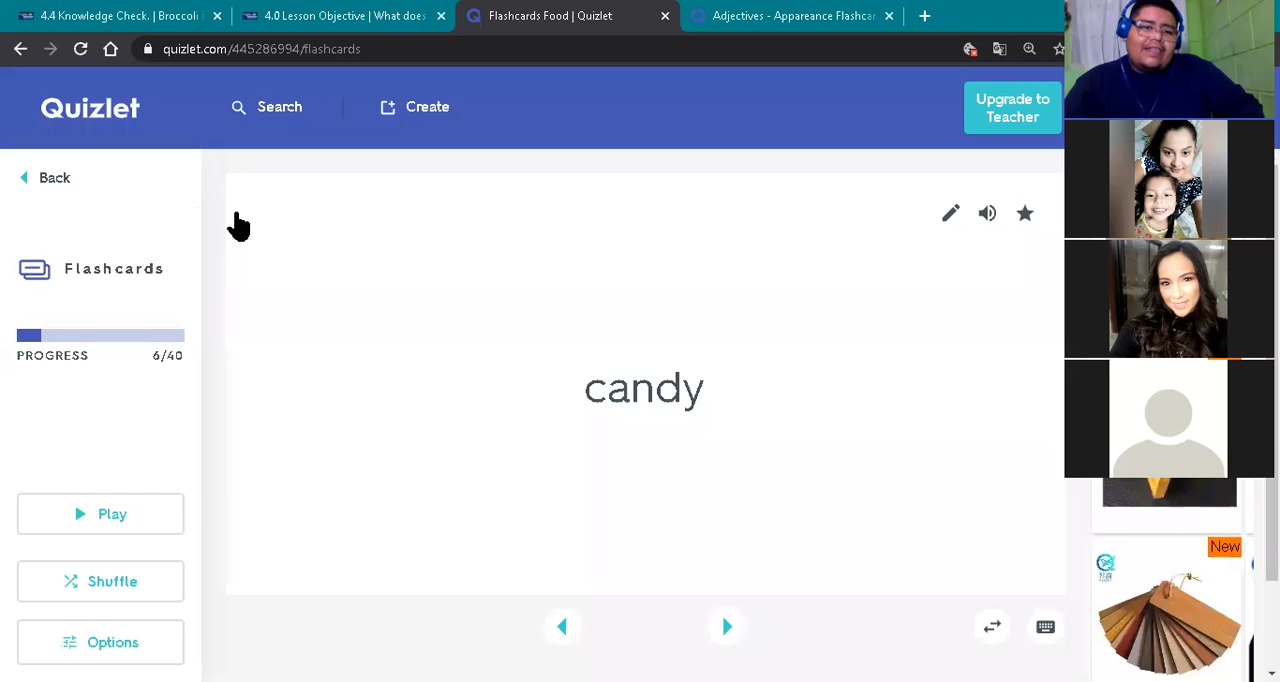 4.4 Knowledge Check. | Broccoli
4.0 Lesson Objective | What does
Flashcards Food | Quizlet
Adjectives - Appareance Flashcar
quizlet.com/445286994/flashcards
Quizlet
Search
Create
Upgrade to
Teacher
Back
Flashcards
PROGRESS 6/40
candy
Play
Shuffle
Options
New